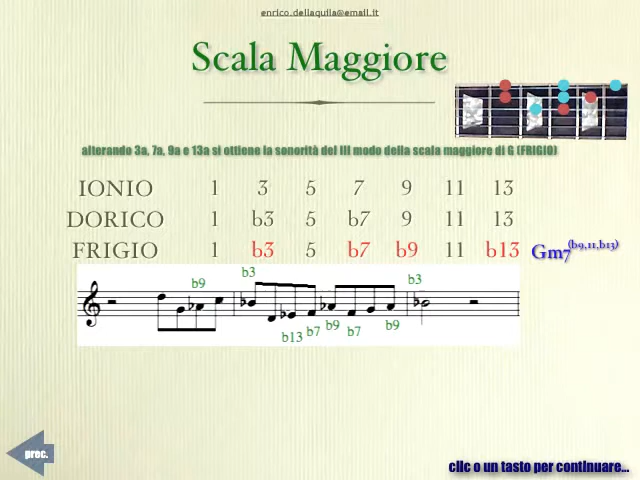 enrico.dellaquila@email.it
Scala Maggiore
alterando 3a, 7a, 9a e 13a si ottiene la sonorità del III modo della scala maggiore di G (FRIGIO)
IONIO 1 3 5 7 9 11 13
DORICO 1 b3 5 b7 9 11 13
FRIGIO 1 b3 5 b7 b9 11 b13 Gm7(b9,11,b13)
b9 b3 b3
b13 b7 b9 b7 b9
prec.
clic o un tasto per continuare...